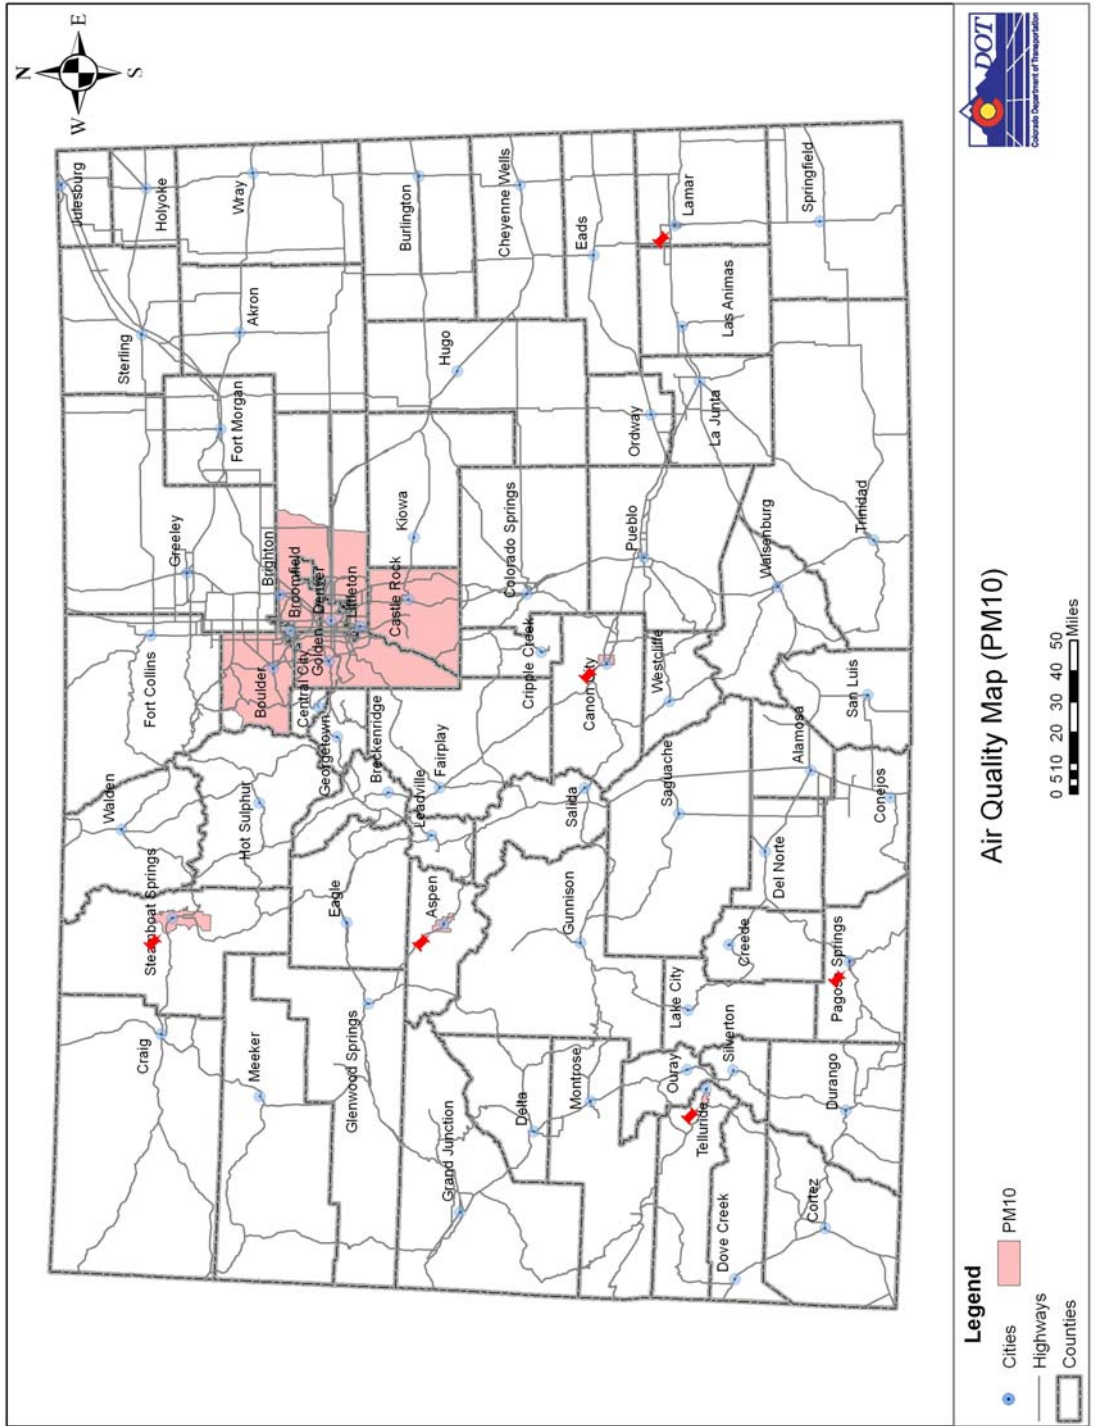 N
W
E
S
Julesburg
Holyoke
Sterling
Wray
Akron
Fort Morgan
Greeley
Fort Collins
Walden
Steamboat Springs
Craig
Meeker
Hot Sulphur
Boulder
Brighton
Broomfield
Denver
Golden
Central City
Georgetown
Littleton
Castle Rock
Kiowa
Burlington
Cheyenne Wells
Hugo
Eagle
Breckenridge
Leadville
Fairplay
Glenwood Springs
Aspen
Grand Junction
Delta
Montrose
Gunnison
Salida
Cripple Creek
Colorado Springs
Canon City
Westcliffe
Pueblo
Ordway
Eads
Lamar
Las Animas
La Junta
Springfield
Trinidad
Walsenburg
San Luis
Alamosa
Saguache
Conejos
Del Norte
Creede
Lake City
Ouray
Silverton
Telluride
Pagosa Springs
Durango
Dove Creek
Cortez
Legend
Cities
PM10
Highways
Counties
Air Quality Map (PM10)
0 5 10 20 30 40 50
Miles
DOT
Colorado Department of Transportation